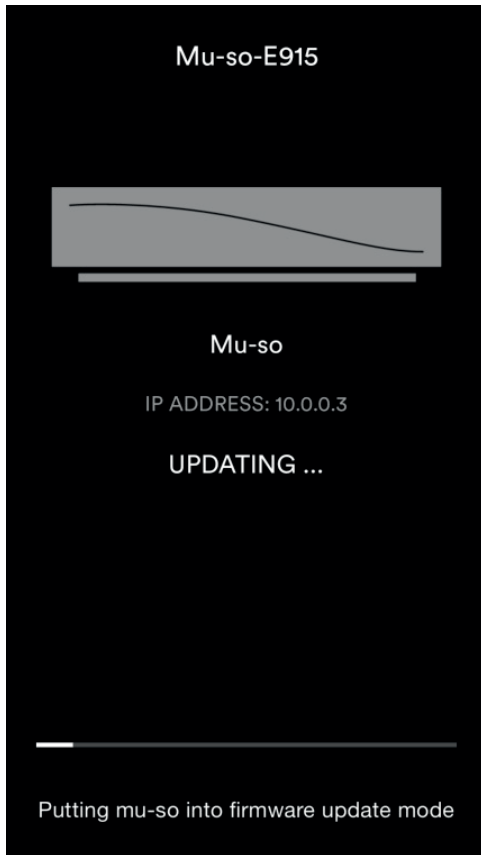 Mu-so-E915
Mu-so
IP ADDRESS: 10.0.0.3
UPDATING ...
Putting mu-so into firmware update mode